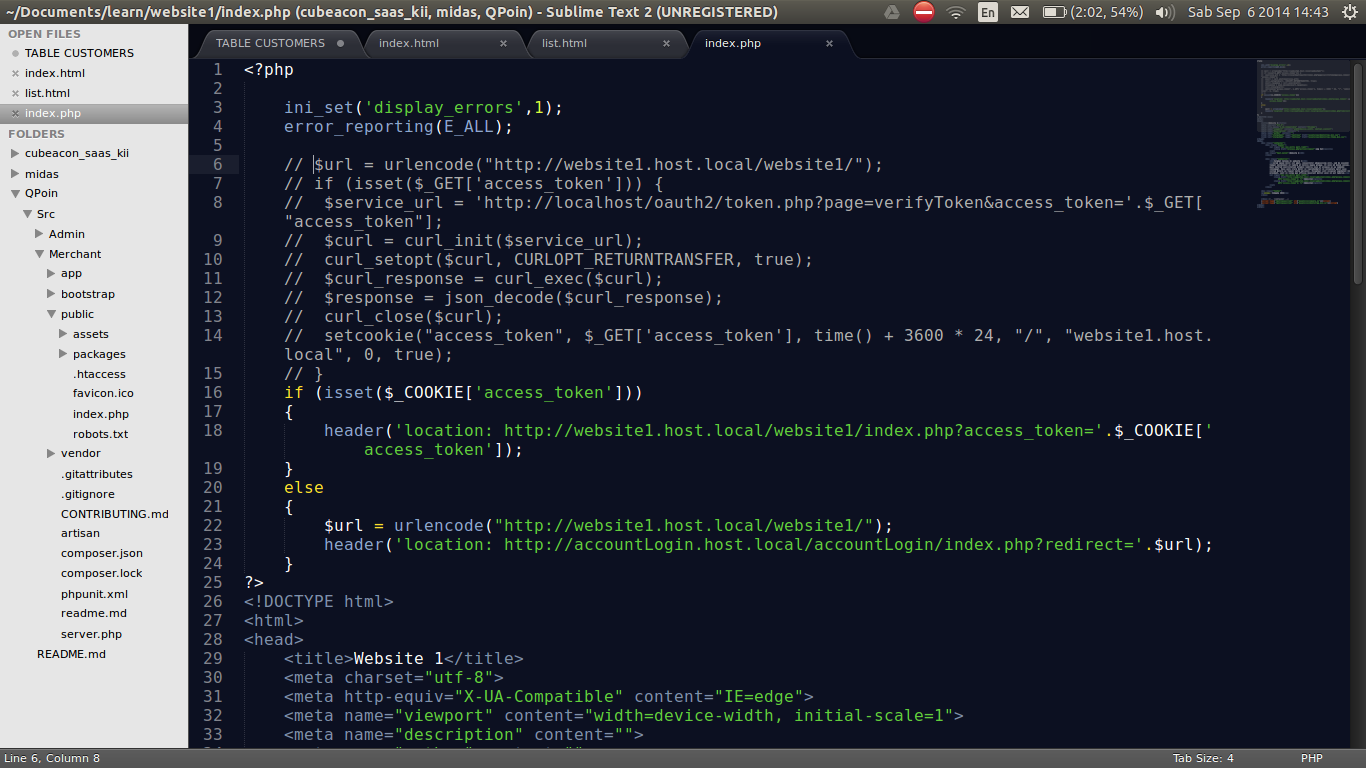 ~/Documents/learn/website1/index.php (cubeacon_saas_kii, midas, QPoin) - Sublime Text 2 (UNREGISTERED)
En (2:02, 54%) Sab Sep 6 2014 14:43
OPEN FILES
TABLE CUSTOMERS
index.html
list.html
index.php
FOLDERS
cubeacon_saas_kii
midas
QPoin
Src
Admin
Merchant
app
bootstrap
public
assets
packages
.htaccess
favicon.ico
index.php
robots.txt
vendor
.gitattributes
.gitignore
CONTRIBUTING.md
artisan
composer.json
composer.lock
phpunit.xml
readme.md
server.php
README.md
TABLE CUSTOMERS index.html list.html index.php
1 <?php
2
3 ini_set('display_errors',1);
4 error_reporting(E_ALL);
5
6 // $url = urlencode("http://website1.host.local/website1/");
7 // if (isset($_GET['access_token'])) {
8 //  $service_url = 'http://localhost/oauth2/token.php?page=verifyToken&access_token='.$_GET[
"access_token"];
9 //  $curl = curl_init($service_url);
10 //  curl_setopt($curl, CURLOPT_RETURNTRANSFER, true);
11 //  $curl_response = curl_exec($curl);
12 //  $response = json_decode($curl_response);
13 //  curl_close($curl);
14 //  setcookie("access_token", $_GET['access_token'], time() + 3600 * 24, "/", "website1.host.
local", 0, true);
15 // }
16 if (isset($_COOKIE['access_token']))
17 {
18 header('location: http://website1.host.local/website1/index.php?access_token='.$_COOKIE['
access_token']);
19 }
20 else
21 {
22 $url = urlencode("http://website1.host.local/website1/");
23 header('location: http://accountLogin.host.local/accountLogin/index.php?redirect='.$url);
24 }
25 ?>
26 <!DOCTYPE html>
27 <html>
28 <head>
29 <title>Website 1</title>
30 <meta charset="utf-8">
31 <meta http-equiv="X-UA-Compatible" content="IE=edge">
32 <meta name="viewport" content="width=device-width, initial-scale=1">
33 <meta name="description" content="">
Line 6, Column 8
Tab Size: 4 PHP